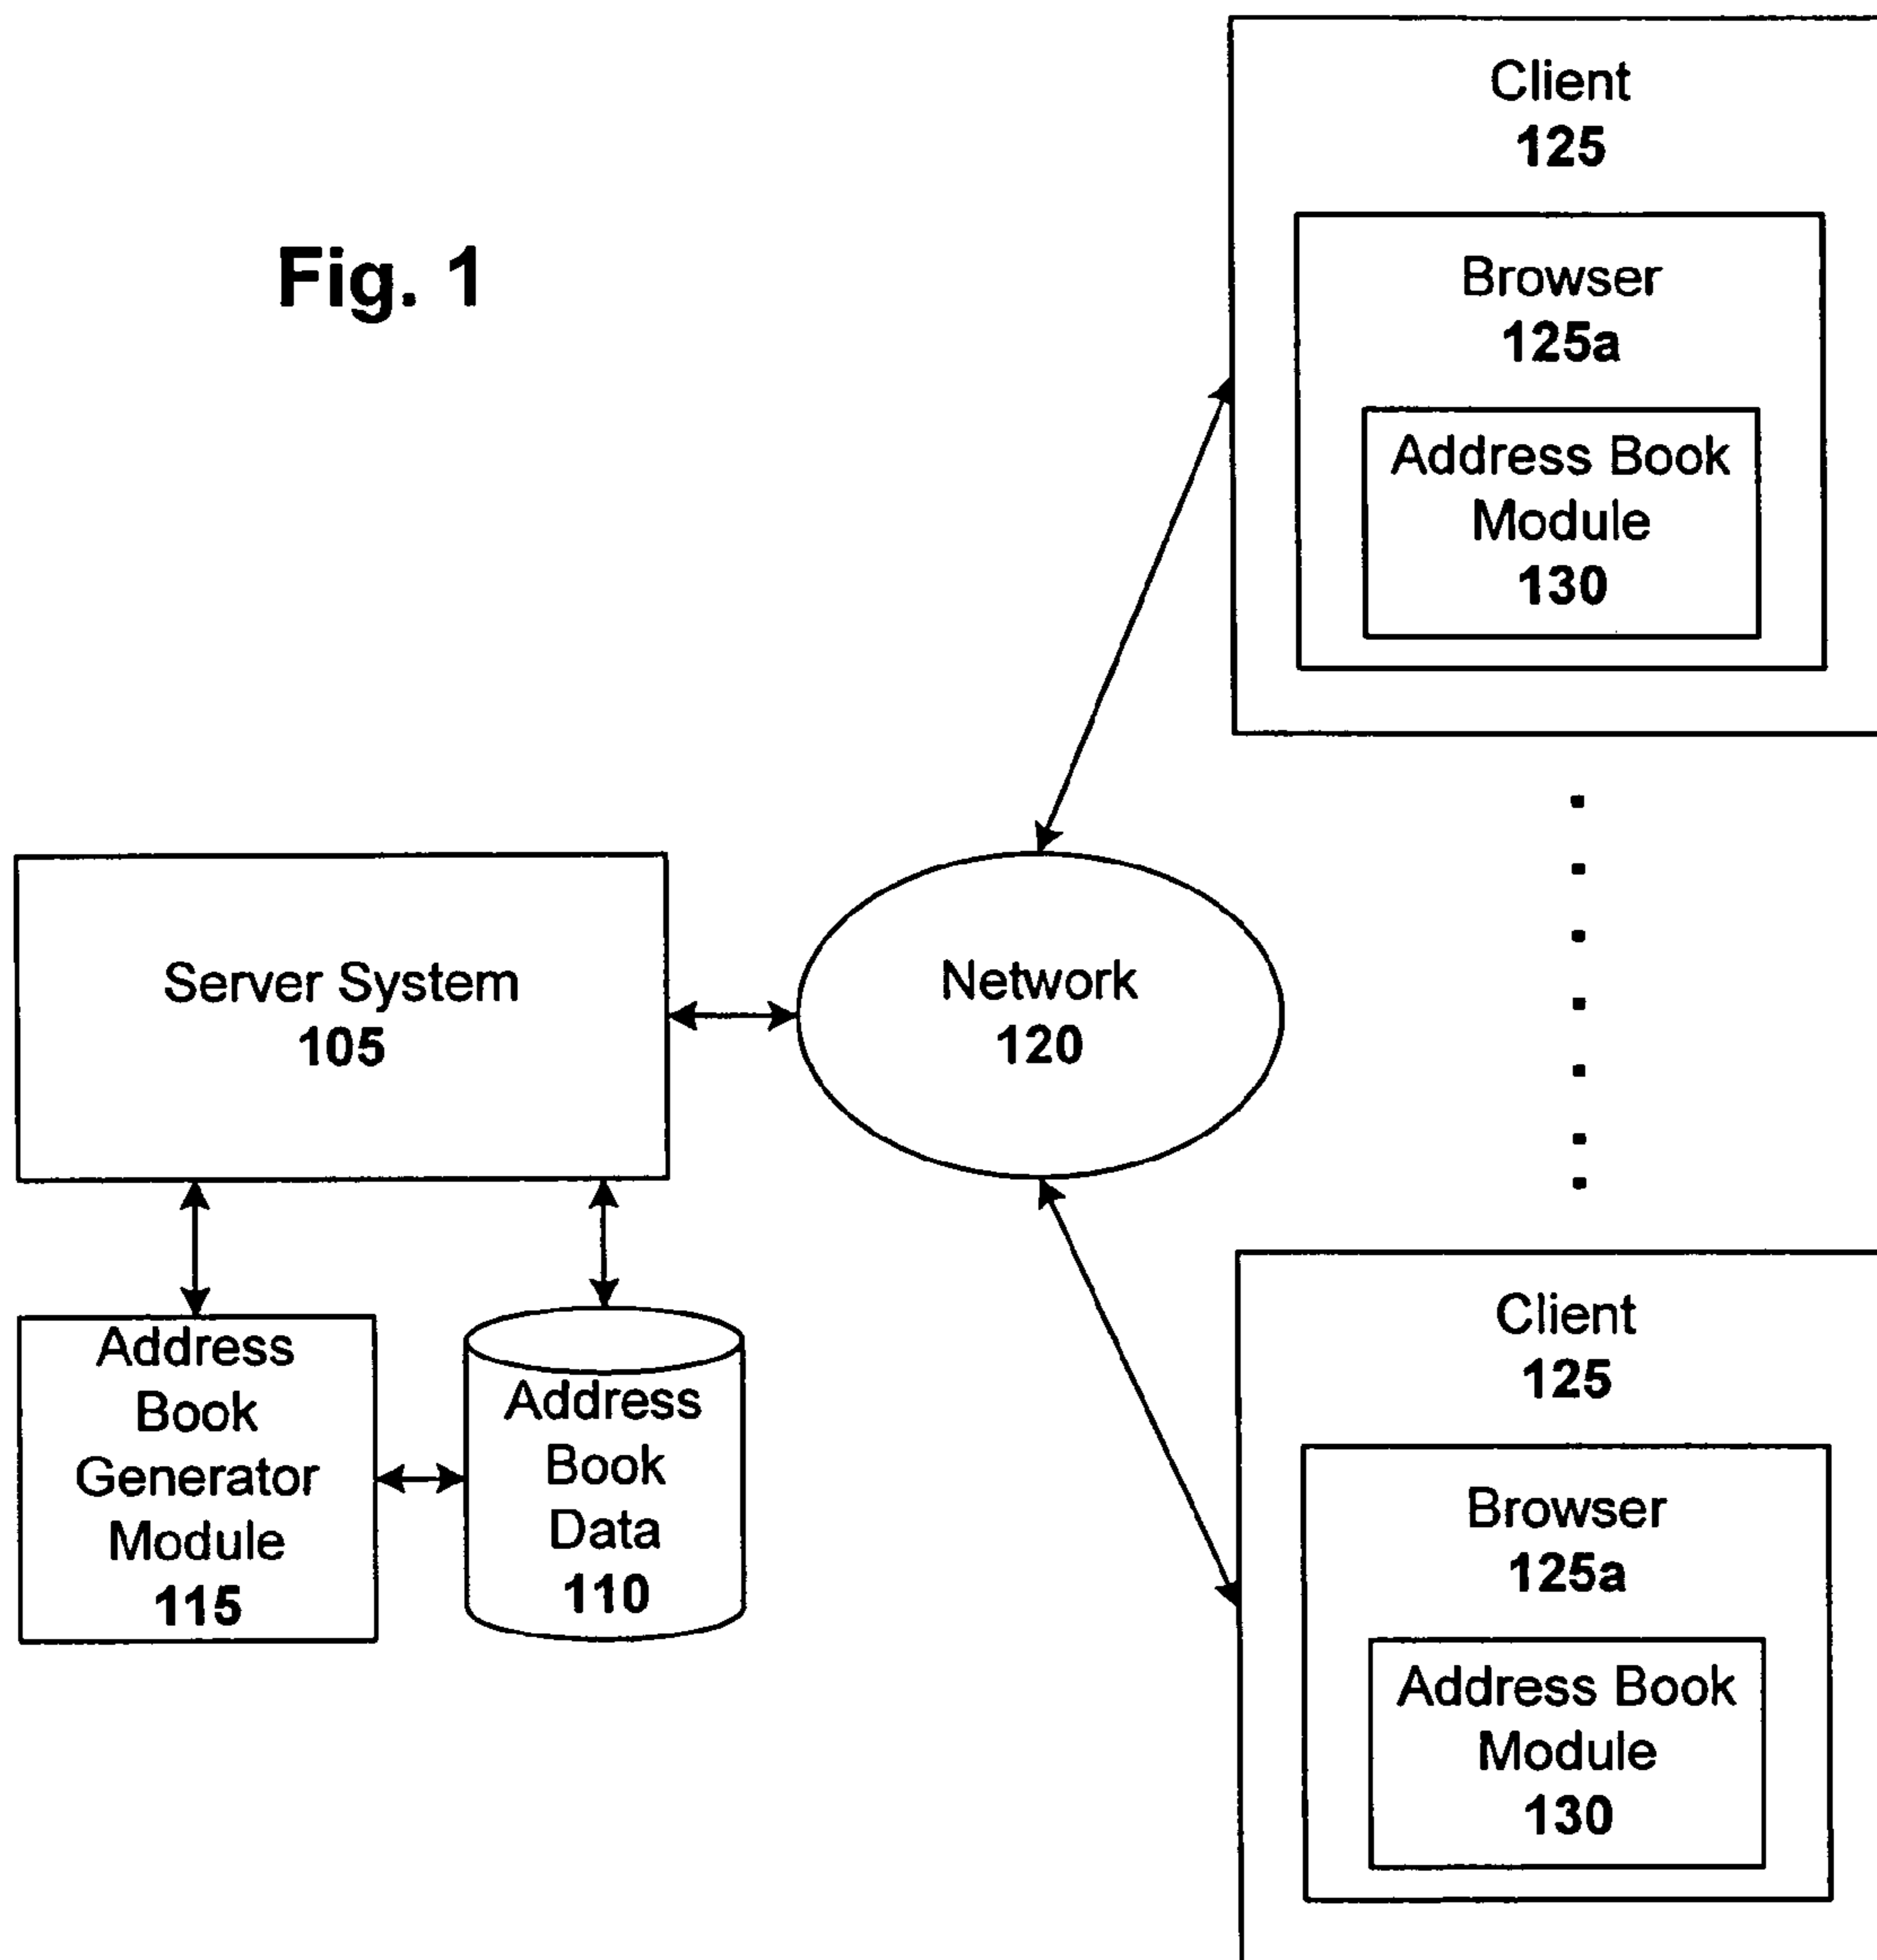 Fig. 1
Client
125
Browser
125a
Address Book
Module
130
Server System
105
Network
120
Address
Book
Generator
Module
115
Address
Book
Data
110
Client
125
Browser
125a
Address Book
Module
130